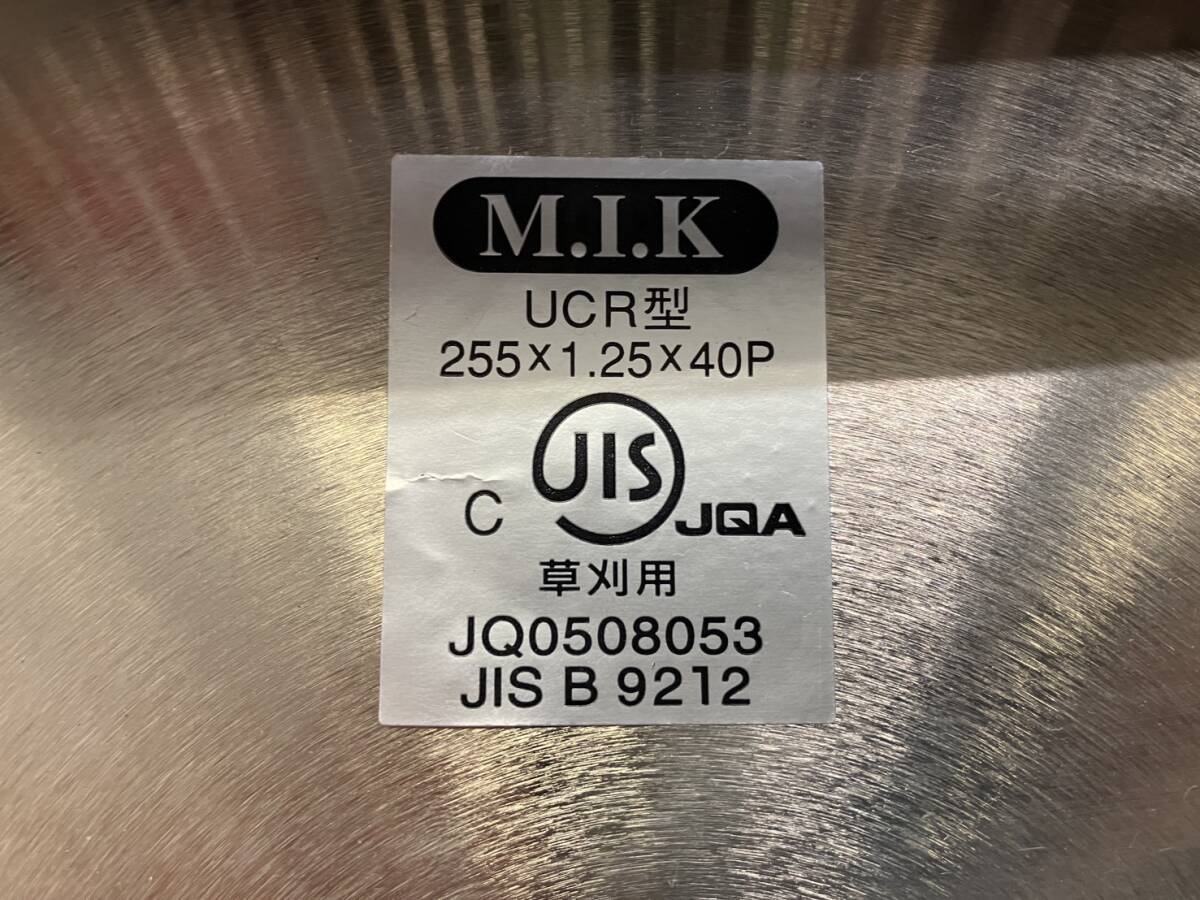 M.I.K
UCR型
255×1.25×40P
JIS
C
JQA
草刈用
JQ0508053
JIS B 9212